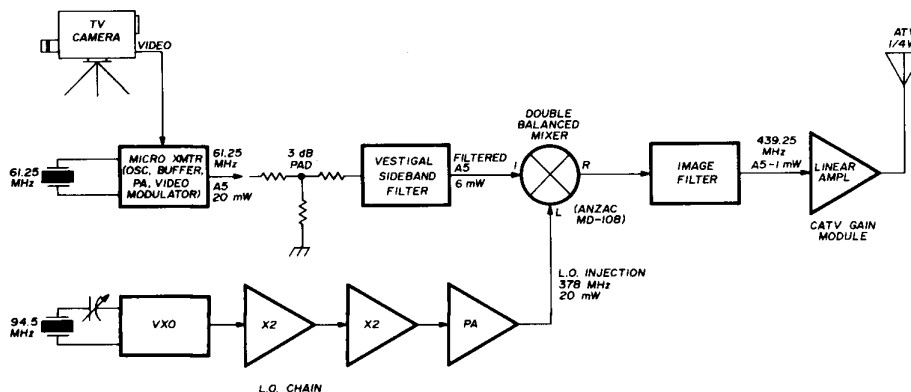 TV
CAMERA
VIDEO
61.25
MHz
MICRO XMTR
(OSC, BUFFER,
PA, VIDEO
MODULATOR)
61.25
MHz
A5
20 mW
3 dB
PAD
VESTIGAL
SIDEBAND
FILTER
FILTERED
A5
6 mW
DOUBLE
BALANCED
MIXER
I
R
L
(ANZAC
MD-108)
IMAGE
FILTER
439.25
MHz
A5~1 mW
LINEAR
AMPL
CATV GAIN
MODULE
ATV
1/4W
L.O. INJECTION
378 MHz
20 mW
94.5
MHz
VXO
X2
X2
PA
L.O. CHAIN